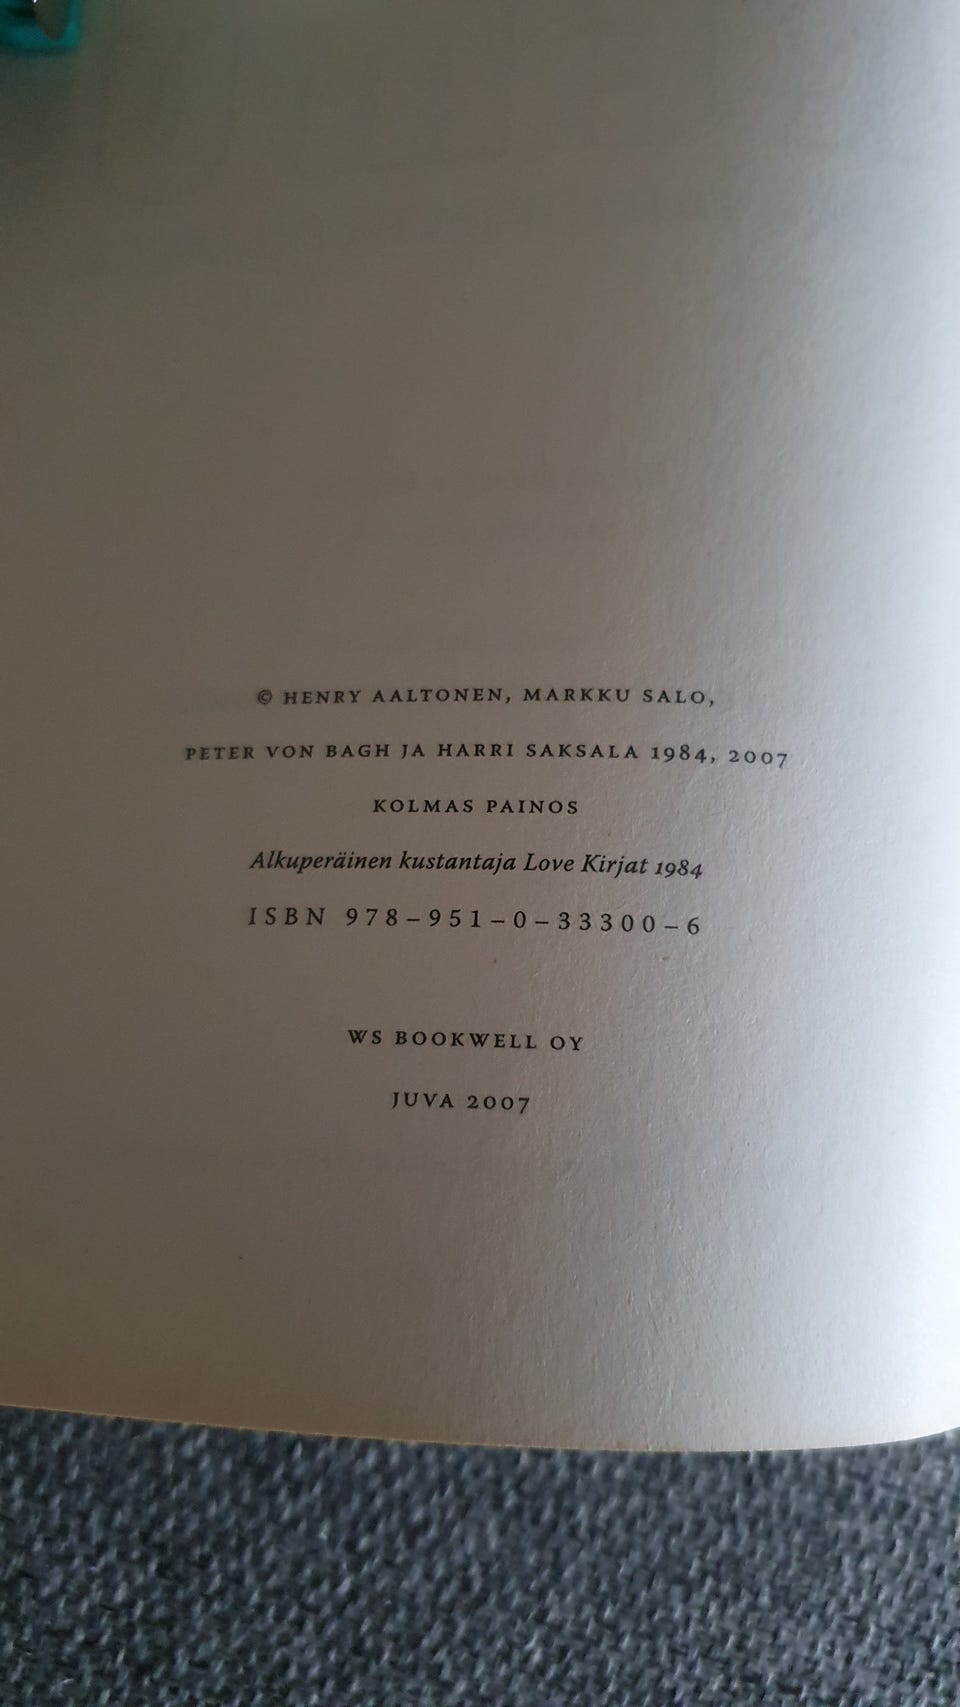 © HENRY AALTONEN, MARKKU SALO,
PETER VON BAGH JA HARRI SAKSALA 1984, 2007
KOLMAS PAINOS
Alkuperäinen kustantaja Love Kirjat 1984
ISBN 978-951-0-33300-6
WS BOOKWELL OY
JUVA 2007